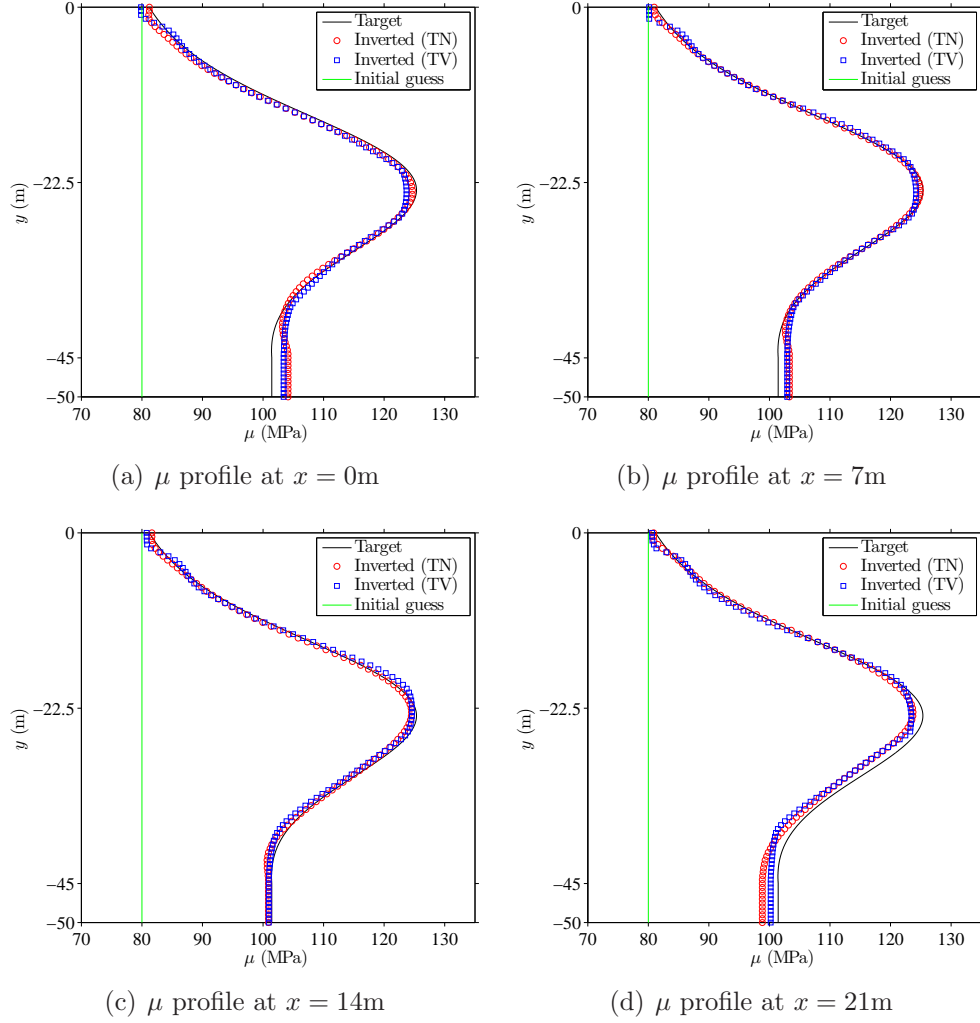 0
−22.5
−45
−50
y (m)
70 80 90 100 110 120 130
μ (MPa)
Target
Inverted (TN)
Inverted (TV)
Initial guess
(a) μ profile at x = 0m
0
−22.5
−45
−50
y (m)
70 80 90 100 110 120 130
μ (MPa)
Target
Inverted (TN)
Inverted (TV)
Initial guess
(b) μ profile at x = 7m
0
−22.5
−45
−50
y (m)
70 80 90 100 110 120 130
μ (MPa)
Target
Inverted (TN)
Inverted (TV)
Initial guess
(c) μ profile at x = 14m
0
−22.5
−45
−50
y (m)
70 80 90 100 110 120 130
μ (MPa)
Target
Inverted (TN)
Inverted (TV)
Initial guess
(d) μ profile at x = 21m